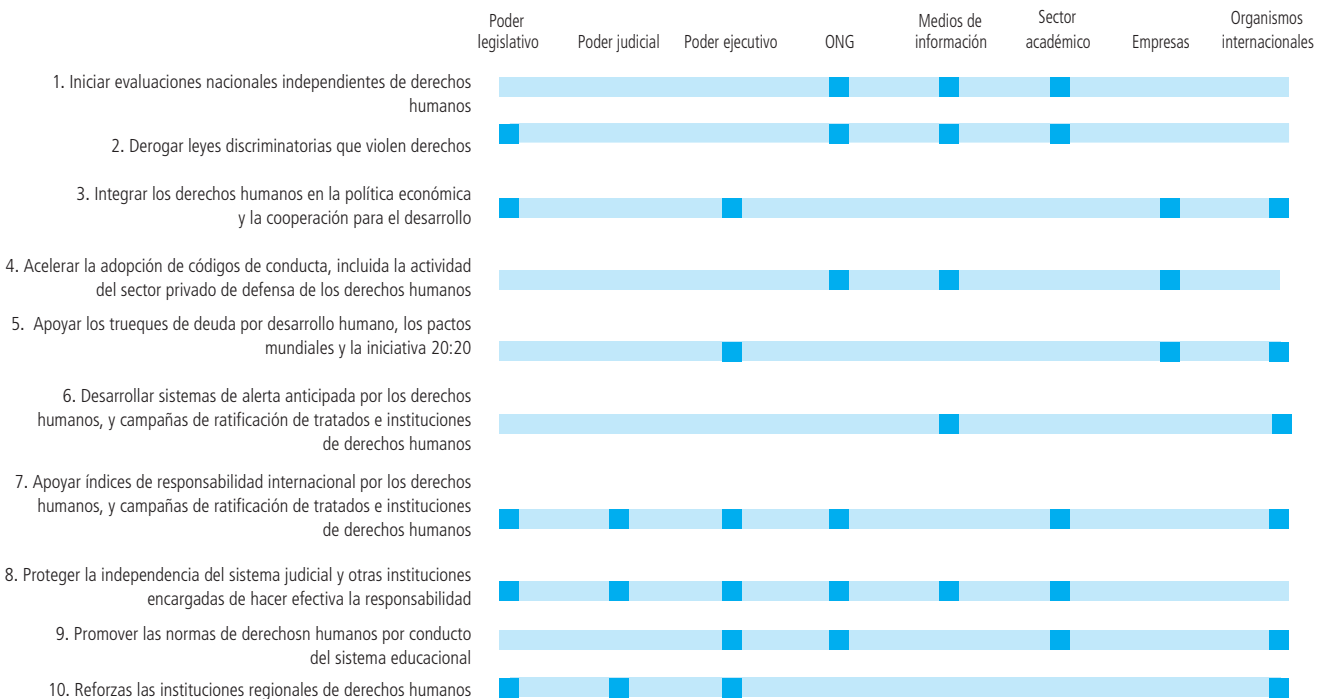 Poder
legislativo
Poder judicial
Poder ejecutivo
ONG
Medios de
información
Sector
académico
Empresas
Organismos
internacionales
1. Iniciar evaluaciones nacionales independientes de derechos
humanos
2. Derogar leyes discriminatorias que violen derechos
3. Integrar los derechos humanos en la política económica
y la cooperación para el desarrollo
4. Acelerar la adopción de códigos de conducta, incluida la actividad
del sector privado de defensa de los derechos humanos
5. Apoyar los trueques de deuda por desarrollo humano, los pactos
mundiales y la iniciativa 20:20
6. Desarrollar sistemas de alerta anticipada por los derechos
humanos, y campañas de ratificación de tratados e instituciones
de derechos humanos
7. Apoyar índices de responsabilidad internacional por los derechos
humanos, y campañas de ratificación de tratados e instituciones
de derechos humanos
8. Proteger la independencia del sistema judicial y otras instituciones
encargadas de hacer efectiva la responsabilidad
9. Promover las normas de derechosn humanos por conducto
del sistema educacional
10. Reforzas las instituciones regionales de derechos humanos